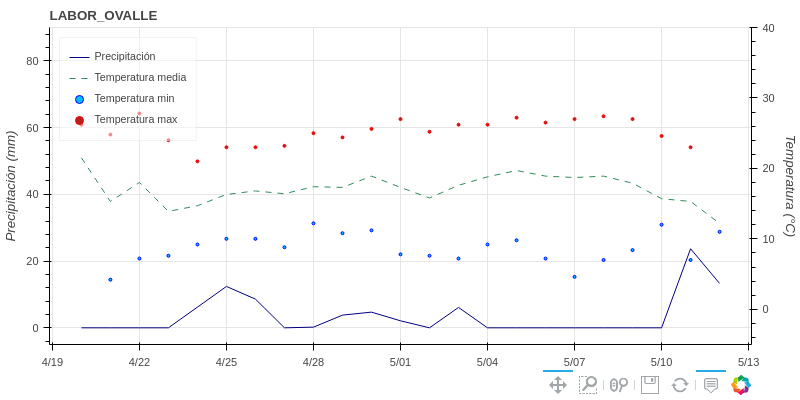 LABOR_OVALLE
Precipitación
Temperatura media
Temperatura min
Temperatura max
Precipitación (mm)
80
60
40
20
0
40
30
20
10
0
Temperatura (°C)
4/19 4/22 4/25 4/28 5/01 5/04 5/07 5/10 5/13